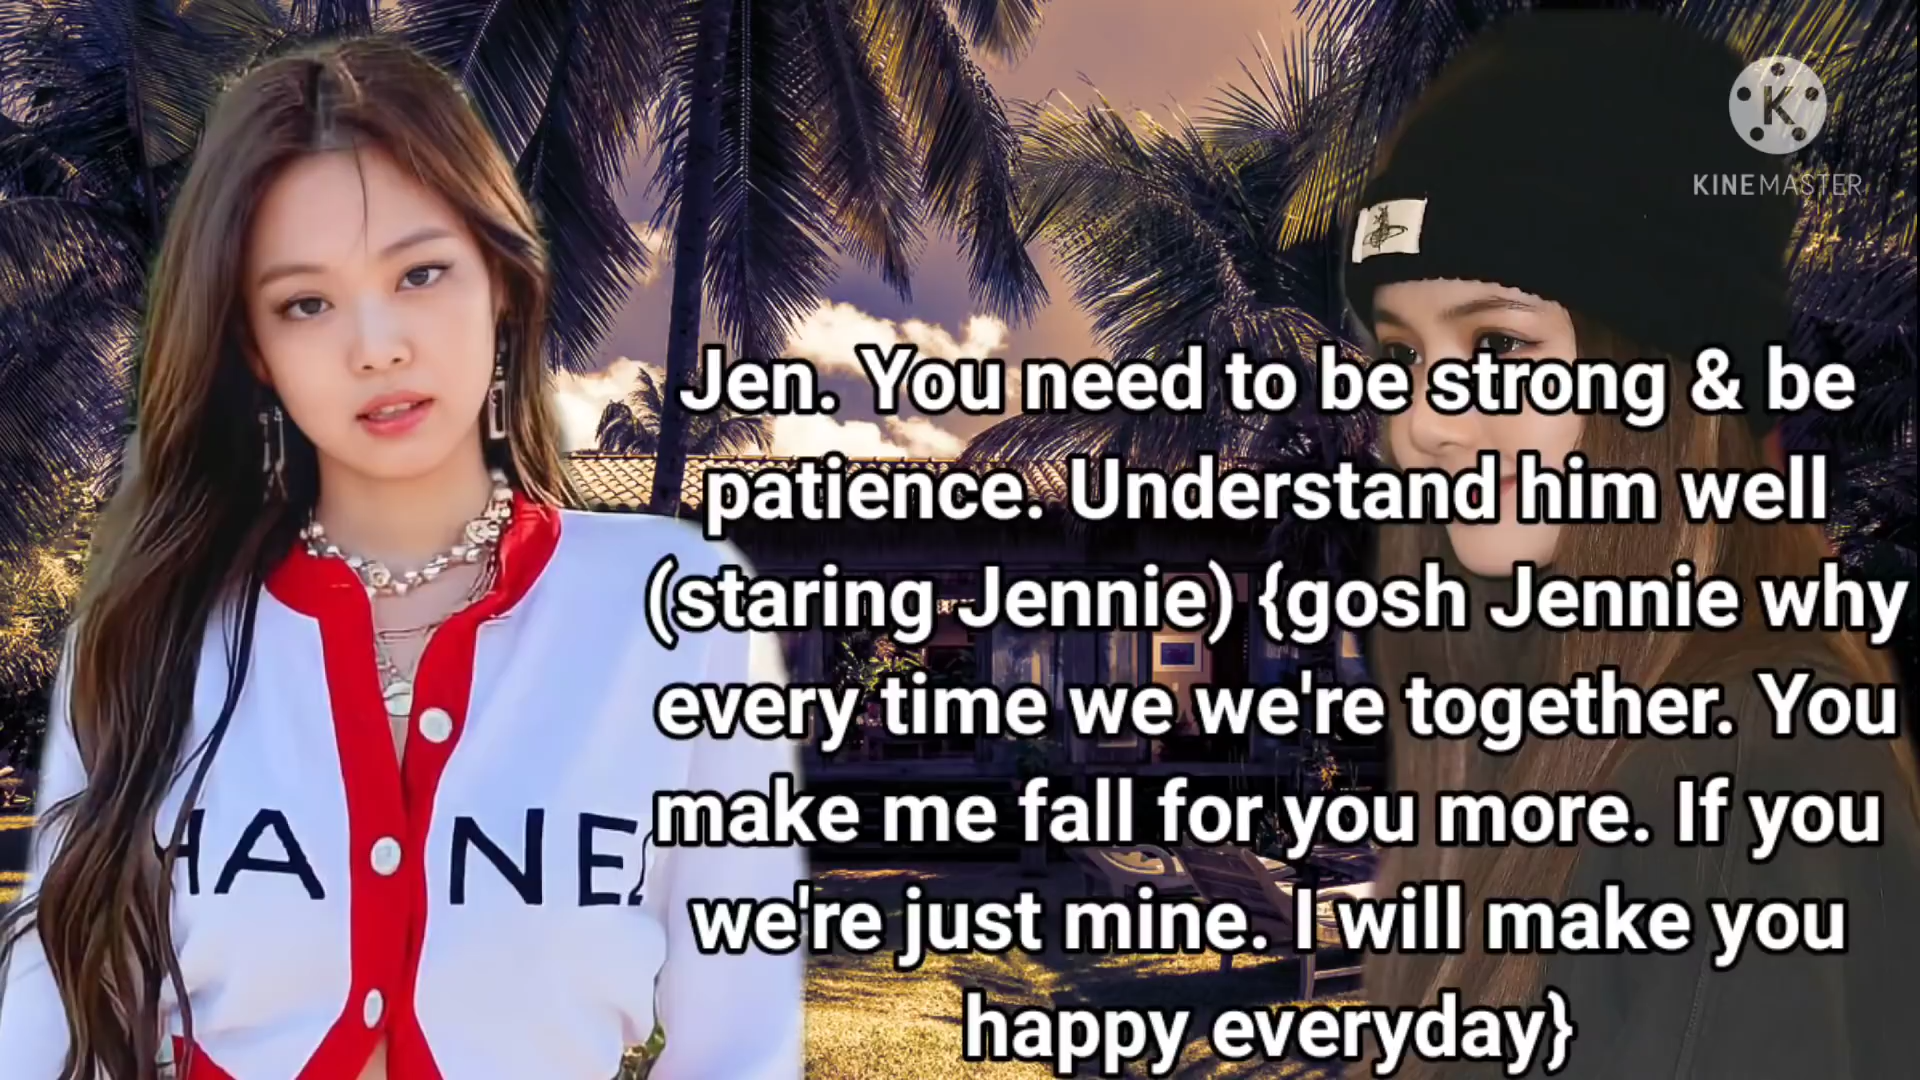 KINEMASTER
Jen. You need to be strong & be
patience. Understand him well
(staring Jennie) {gosh Jennie why
every time we we're together. You
make me fall for you more. If you
we're just mine. I will make you
happy everyday}
HA NE